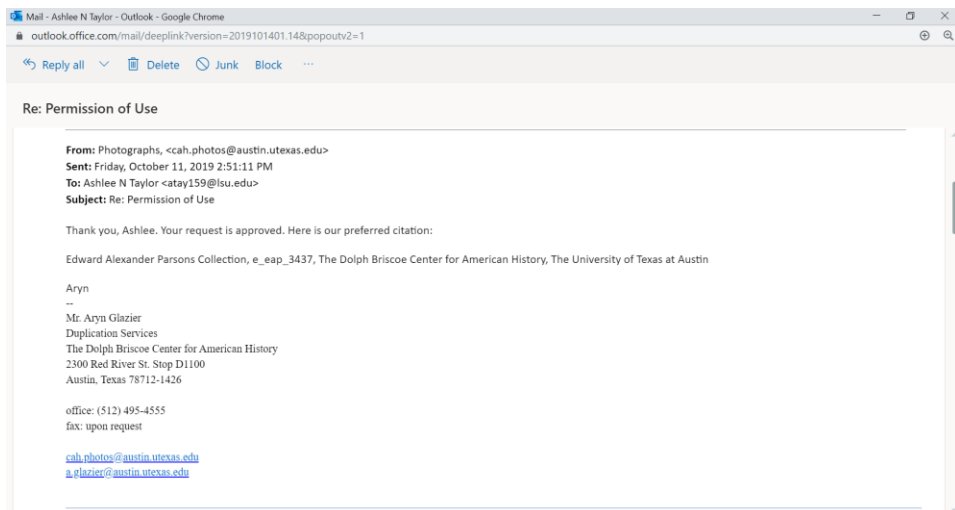 Mail - Ashlee N Taylor - Outlook - Google Chrome
outlook.office.com/mail/deeplink?version=2019101401.14&popoutv2=1
Reply all Delete Junk Block ...
Re: Permission of Use
From: Photographs, <cah.photos@austin.utexas.edu>
Sent: Friday, October 11, 2019 2:51:11 PM
To: Ashlee N Taylor <atay159@lsu.edu>
Subject: Re: Permission of Use
Thank you, Ashlee. Your request is approved. Here is our preferred citation:
Edward Alexander Parsons Collection, e_eap_3437, The Dolph Briscoe Center for American History, The University of Texas at Austin
Aryn
--
Mr. Aryn Glazier
Duplication Services
The Dolph Briscoe Center for American History
2300 Red River St. Stop D1100
Austin, Texas 78712-1426
office: (512) 495-4555
fax: upon request
cah.photos@austin.utexas.edu
a.glazier@austin.utexas.edu